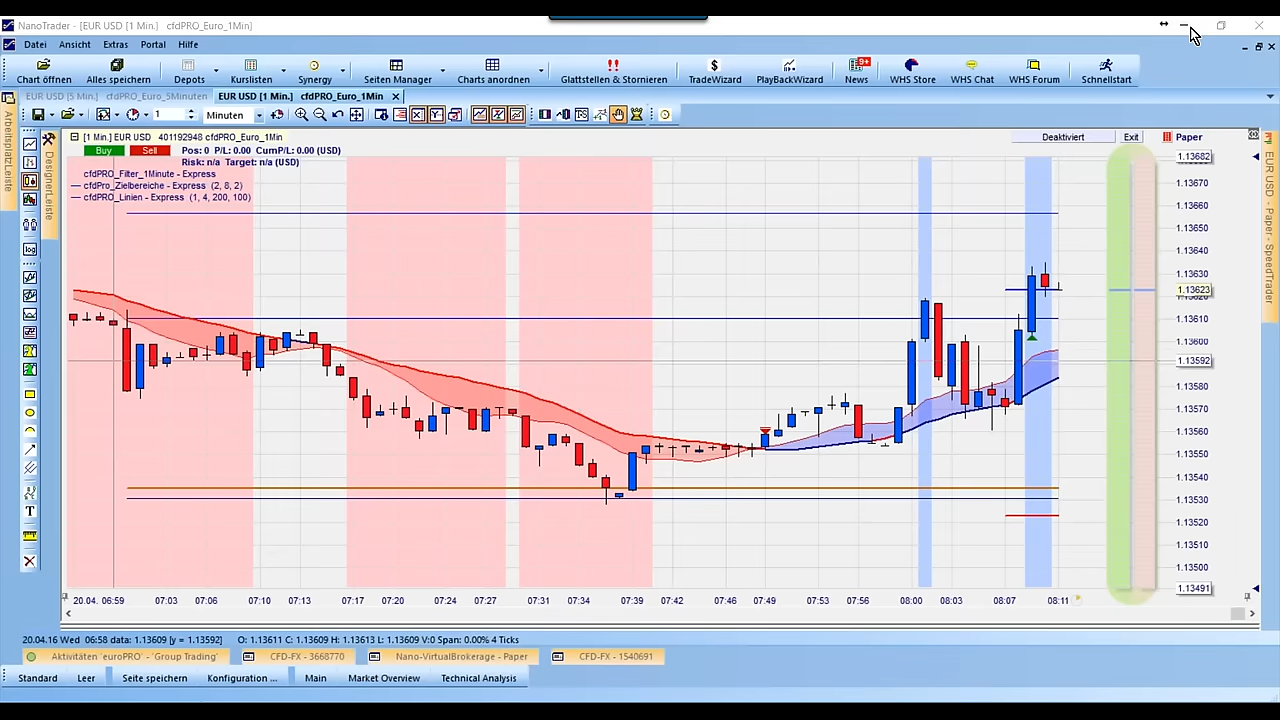 NanoTrader - [EUR USD [1 Min.]  cfdPRO_Euro_1Min]
Datei Ansicht Extras Portal Hilfe
Chart öffnen Alles speichern Depots Kurslisten Synergy Seiten Manager Charts anordnen Glattstellen & Stornieren TradeWizard PlayBackWizard 9+ News WHS Store WHS Chat WHS Forum Schnellstart
EUR USD [5 Min.] cfdPRO_Euro_5Minuten EUR USD [1 Min.] cfdPRO_Euro_1Min
1 Minuten
ArbeitsplatzLeiste
DesignerLeiste
log
T
[1 Min.] EUR USD 401192948 cfdPRO_Euro_1Min
Deaktiviert Exit Paper
Buy Sell Pos: 0 P/L: 0.00 CumP/L: 0.00 (USD)
Risk: n/a Target: n/a (USD)
cfdPRO_Filter_1Minute - Express
cfdPro_Zielbereiche - Express (2, 8, 2)
cfdPRO_Linien - Express (1, 4, 200, 100)
1.13682
1.13670
1.13660
1.13650
1.13640
1.13630
1.13623
1.13610
1.13600
1.13592
1.13580
1.13570
1.13560
1.13550
1.13540
1.13530
1.13520
1.13510
1.13500
1.13491
EUR USD - Paper - SpeedTrader
20.04. 06:59 07:03 07:06 07:10 07:13 07:17 07:20 07:24 07:27 07:31 07:34 07:39 07:42 07:46 07:49 07:53 07:56 08:00 08:03 08:07 08:11
20.04.16 Wed 06:58 data: 1.13609 [y = 1.13592] O: 1.13611 C: 1.13609 H: 1.13613 L: 1.13609 V:0 Span: 0.00% 4 Ticks
Aktivitäten 'euroPRO' - 'Group Trading' CFD-FX - 3668770 Nano-VirtualBrokerage - Paper CFD-FX - 1540691
Standard Leer Seite speichern Konfiguration ... Main Market Overview Technical Analysis